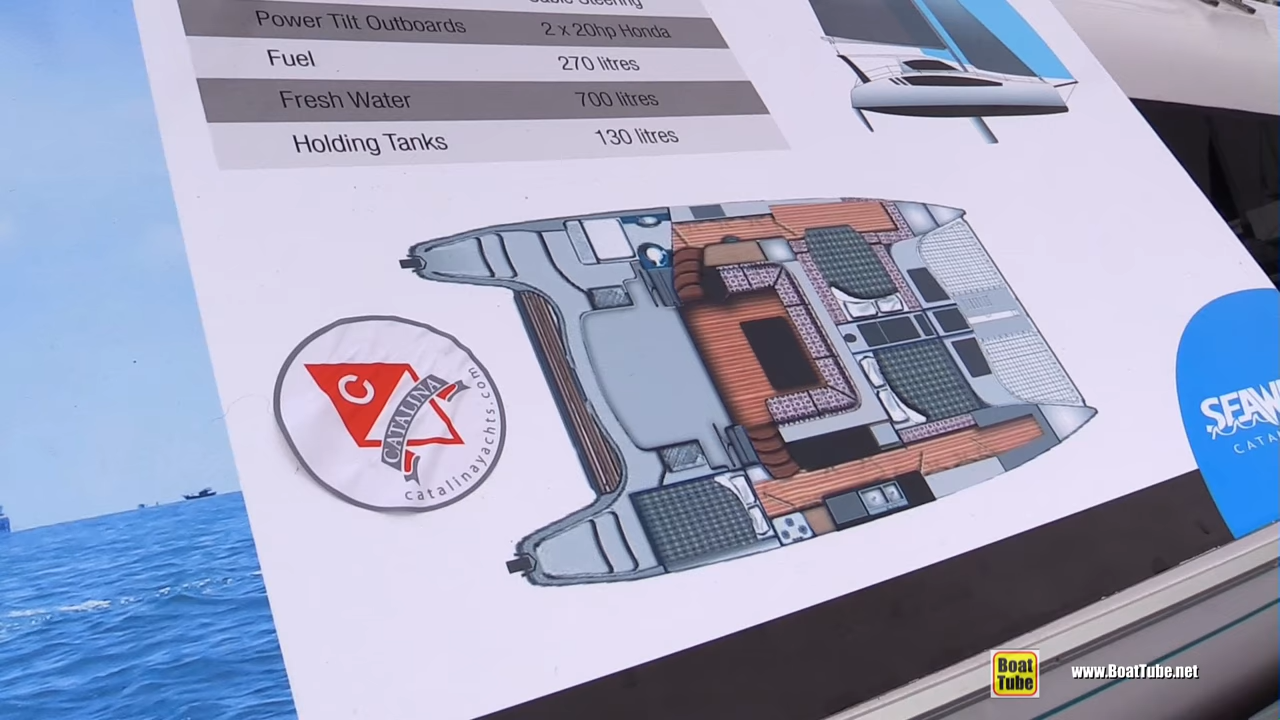 Power Tilt Outboards 2 x 20hp Honda
Fuel 270 litres
Fresh Water 700 litres
Holding Tanks 130 litres
C
CATALINA
catalinayachts.com
Boat
Tube
www.BoatTube.net